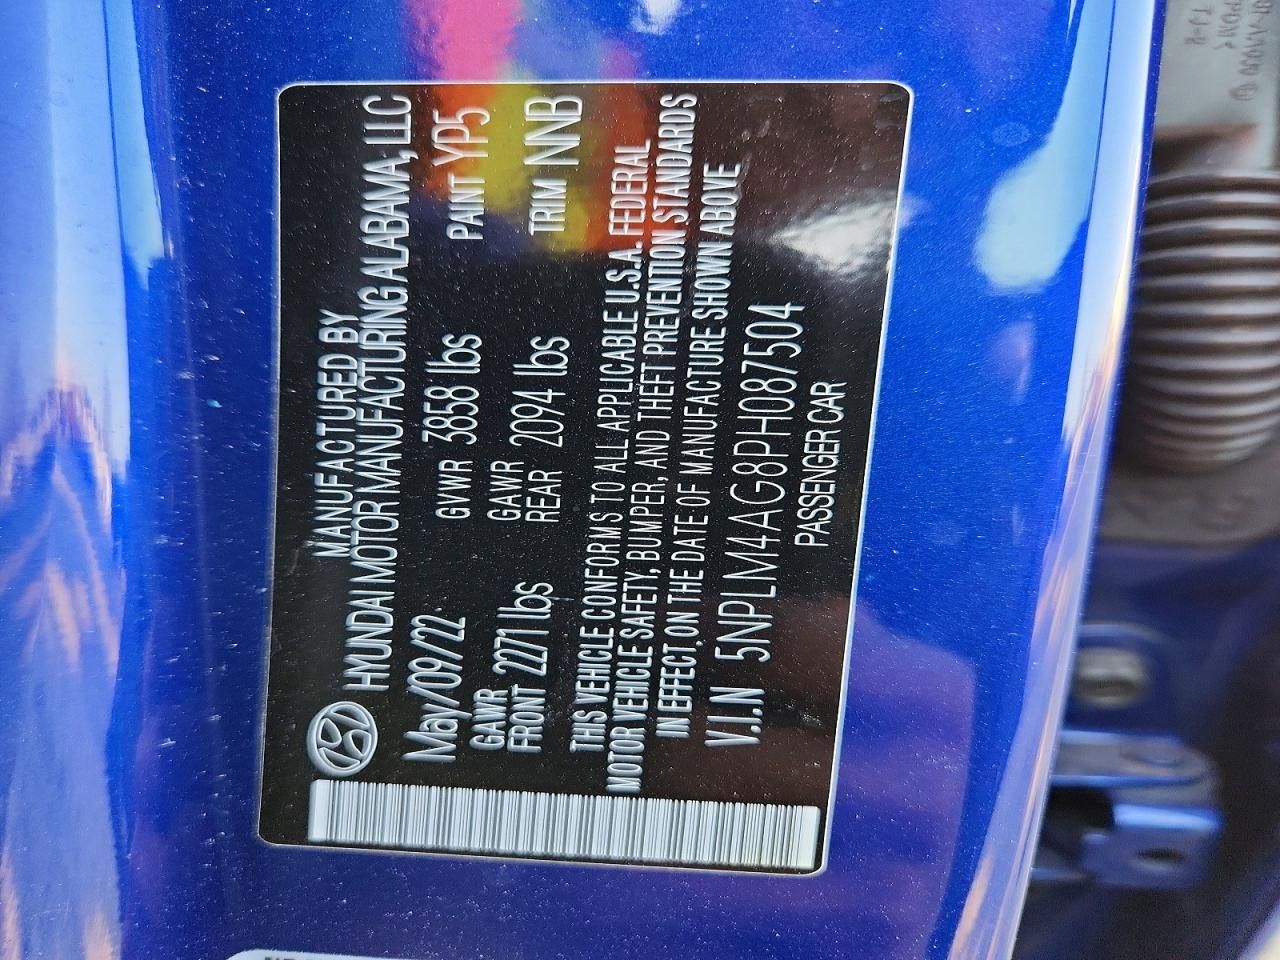 MANUFACTURED BY
HYUNDAI MOTOR MANUFACTURING ALABAMA, LLC
May/09/22 GVWR 3858 lbs PAINT YP5
GAWR FRONT 2271 lbs GAWR REAR 2094 lbs TRIM NNB
THIS VEHICLE CONFORMS TO ALL APPLICABLE U.S.A. FEDERAL
MOTOR VEHICLE SAFETY, BUMPER, AND THEFT PREVENTION STANDARDS
IN EFFECT, ON THE DATE OF MANUFACTURE SHOWN ABOVE
V.I.N 5NPLM4AG8PH087504
PASSENGER CAR